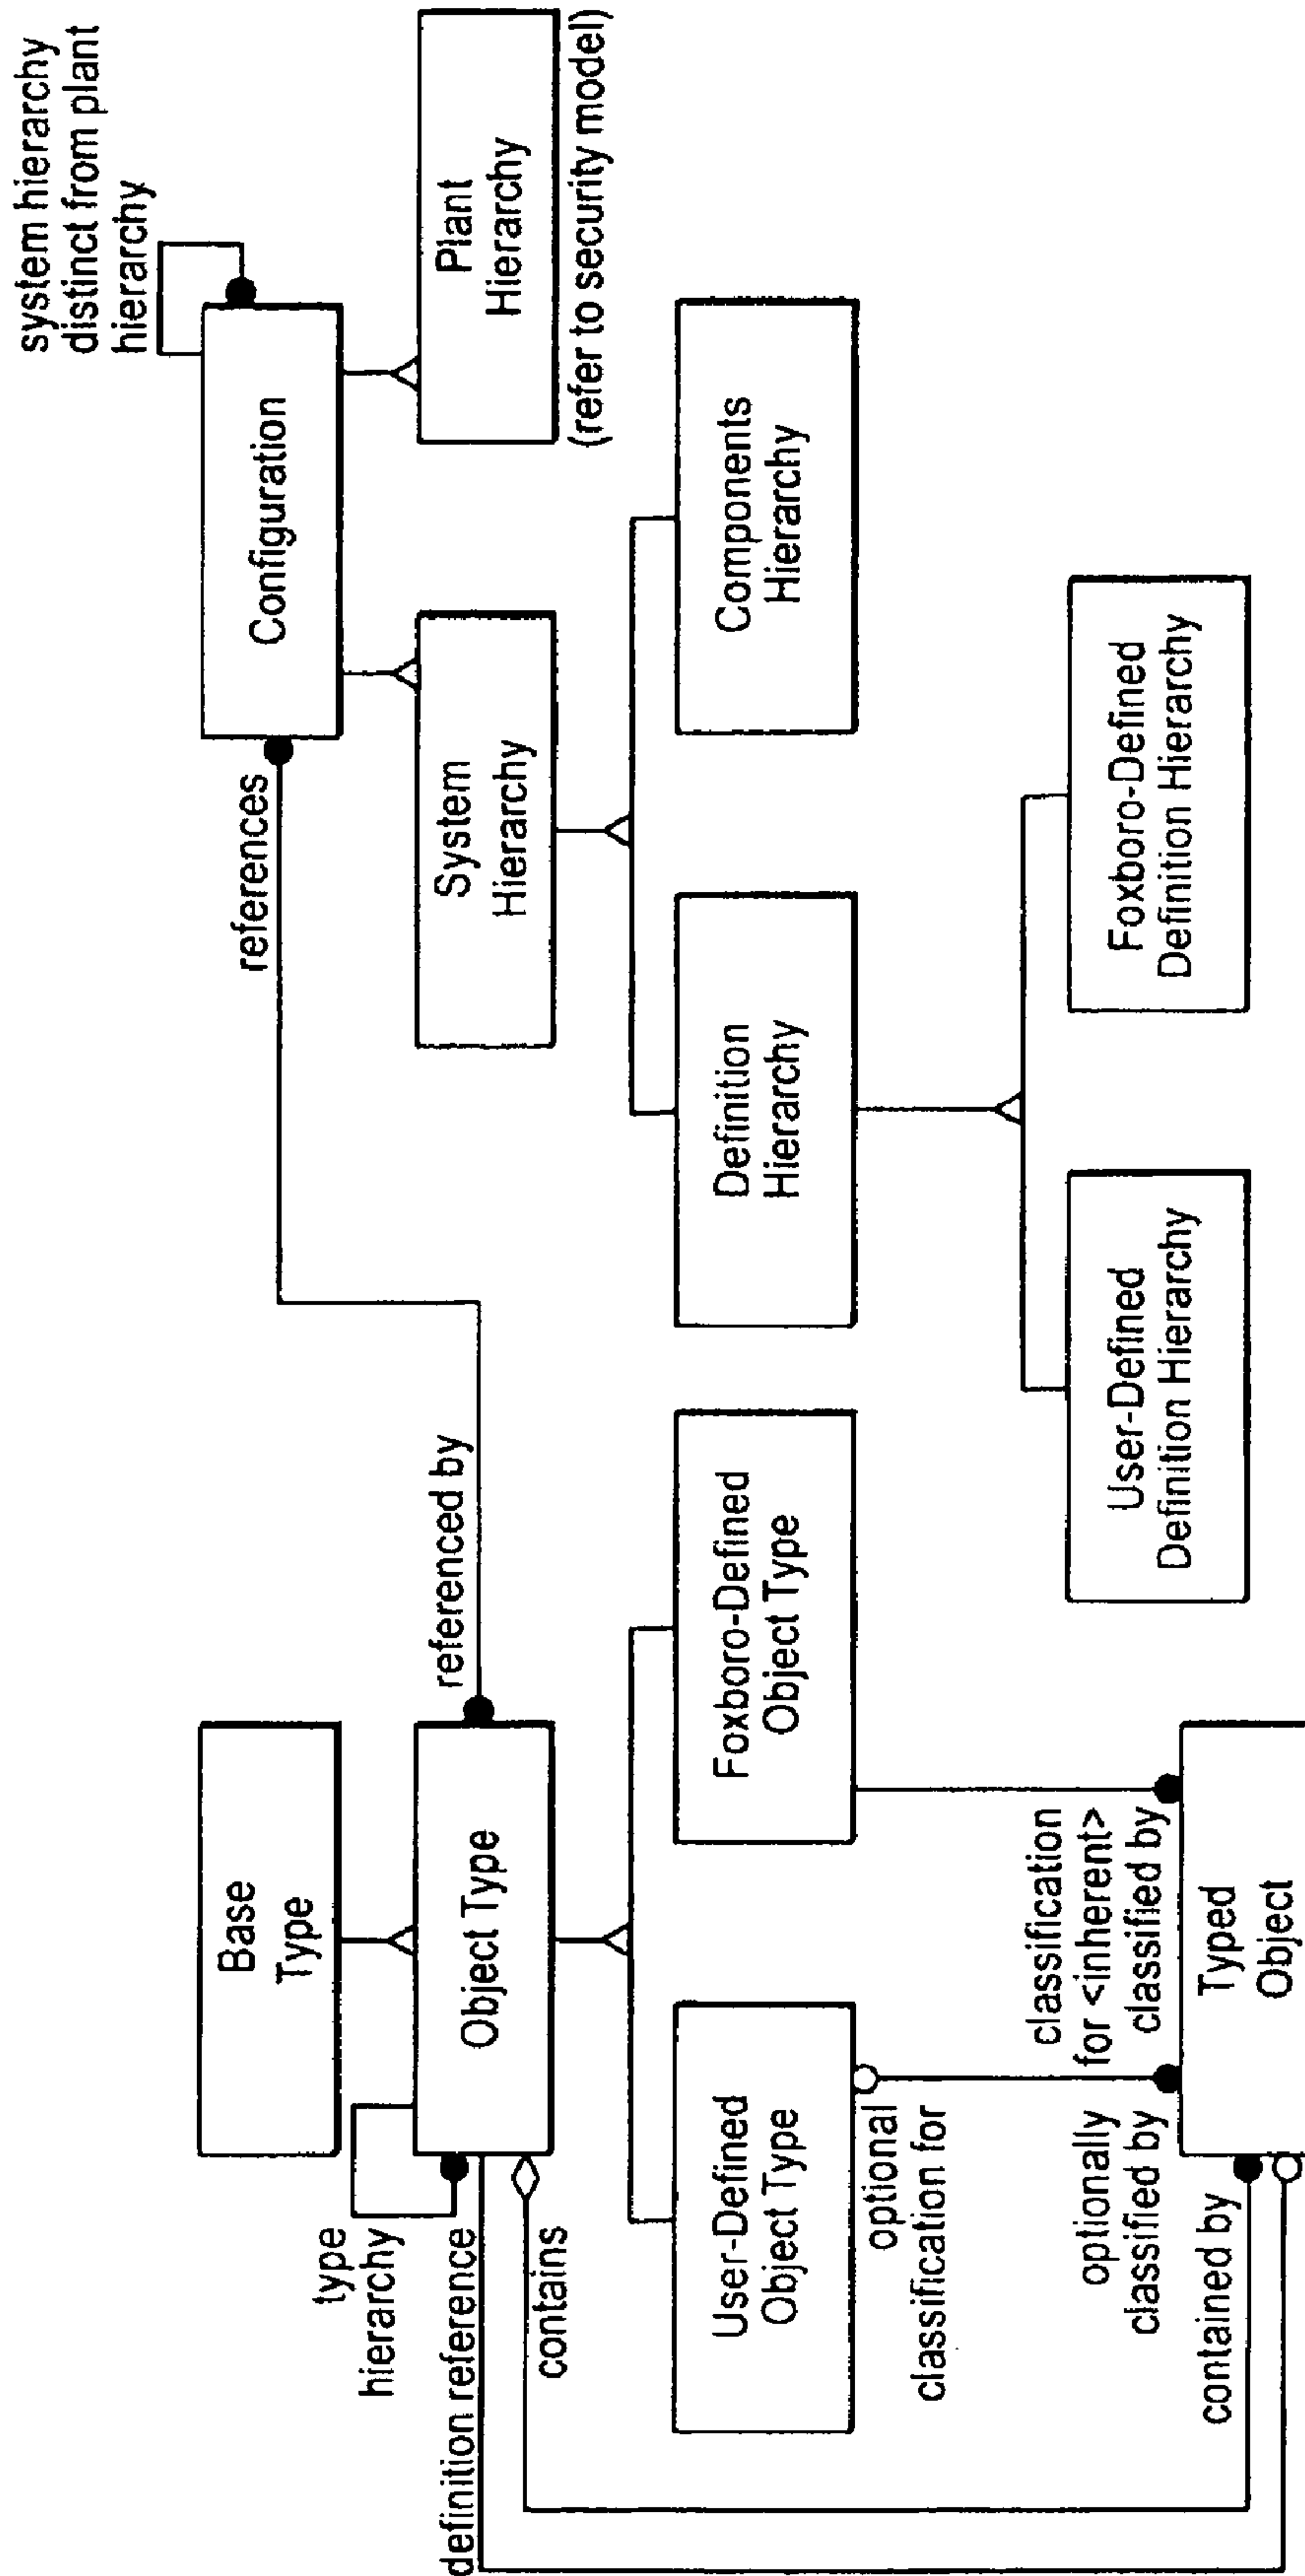 Base
Type
type
hierarchy
definition reference
Object Type
referenced by
references
contains
User-Defined
Object Type
Foxboro-Defined
Object Type
optional
classification for
classification
for <inherent>
classified by
optionally
classified by
contained by
Typed
Object
system hierarchy
distinct from plant
hierarchy
Configuration
System
Hierarchy
Plant
Hierarchy
(refer to security model)
Definition
Hierarchy
Components
Hierarchy
User-Defined
Definition Hierarchy
Foxboro-Defined
Definition Hierarchy